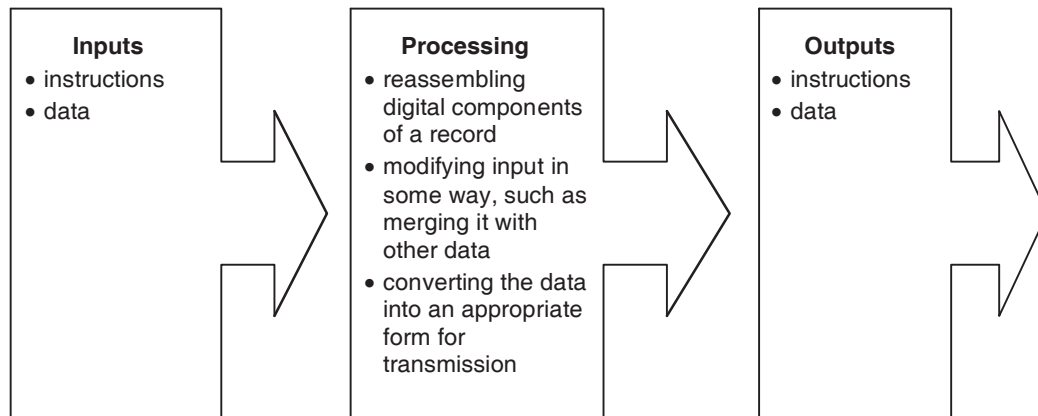 Inputs
• instructions
• data
Processing
• reassembling
digital components
of a record
• modifying input in
some way, such as
merging it with
other data
• converting the data
into an appropriate
form for
transmission
Outputs
• instructions
• data